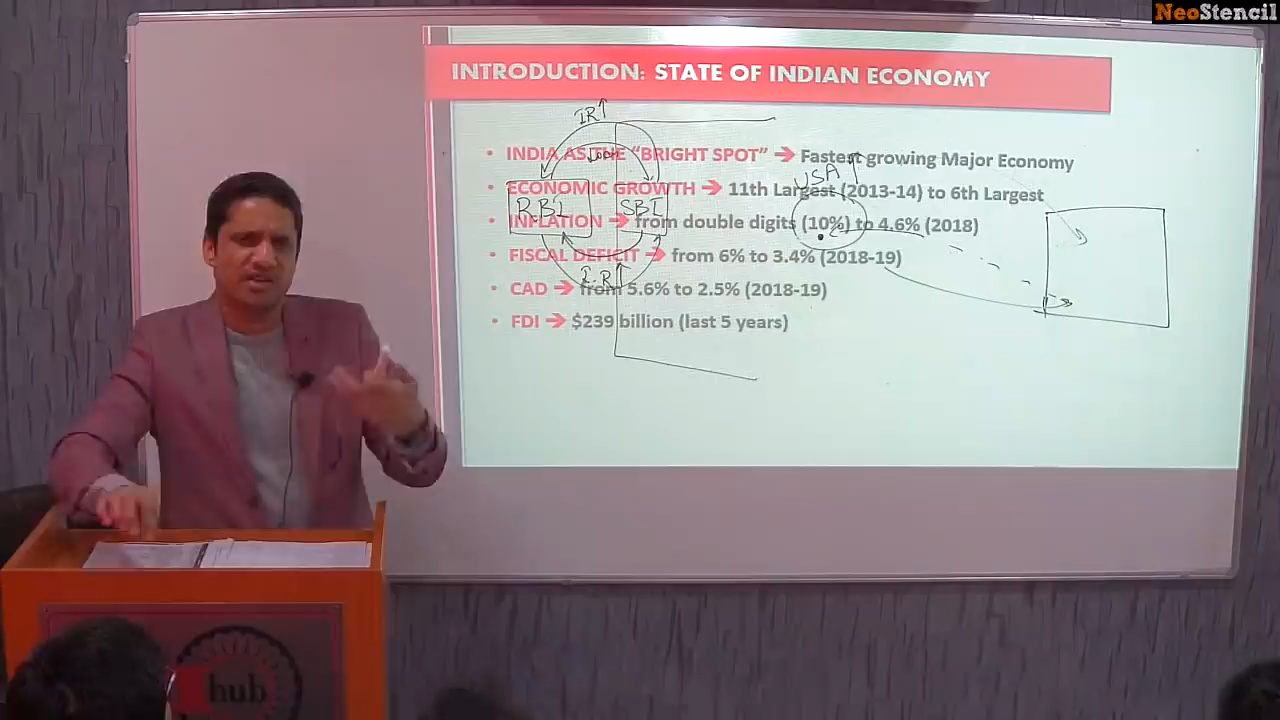 NeoStencil
INTRODUCTION: STATE OF INDIAN ECONOMY
IR↑
• INDIA AS THE “BRIGHT SPOT” → Fastest growing Major Economy
USA ↑
• ECONOMIC GROWTH → 11th Largest (2013-14) to 6th Largest
RBI SBI
• INFLATION → from double digits (10%) to 4.6% (2018)
• FISCAL DEFICIT → from 6% to 3.4% (2018-19)
I.R↑
• CAD → from 5.6% to 2.5% (2018-19)
• FDI → $239 billion (last 5 years)
hub